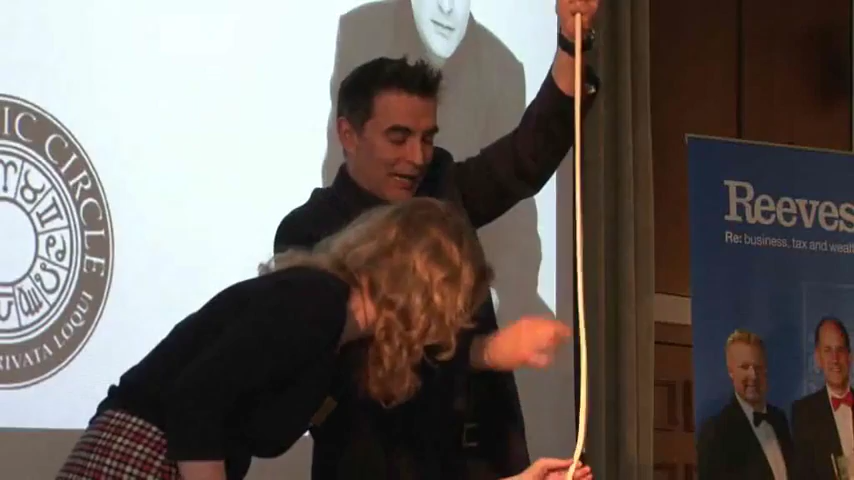 IC CIRCLE
RIVATA LOQUI
Reeves
Re: business, tax and wealth